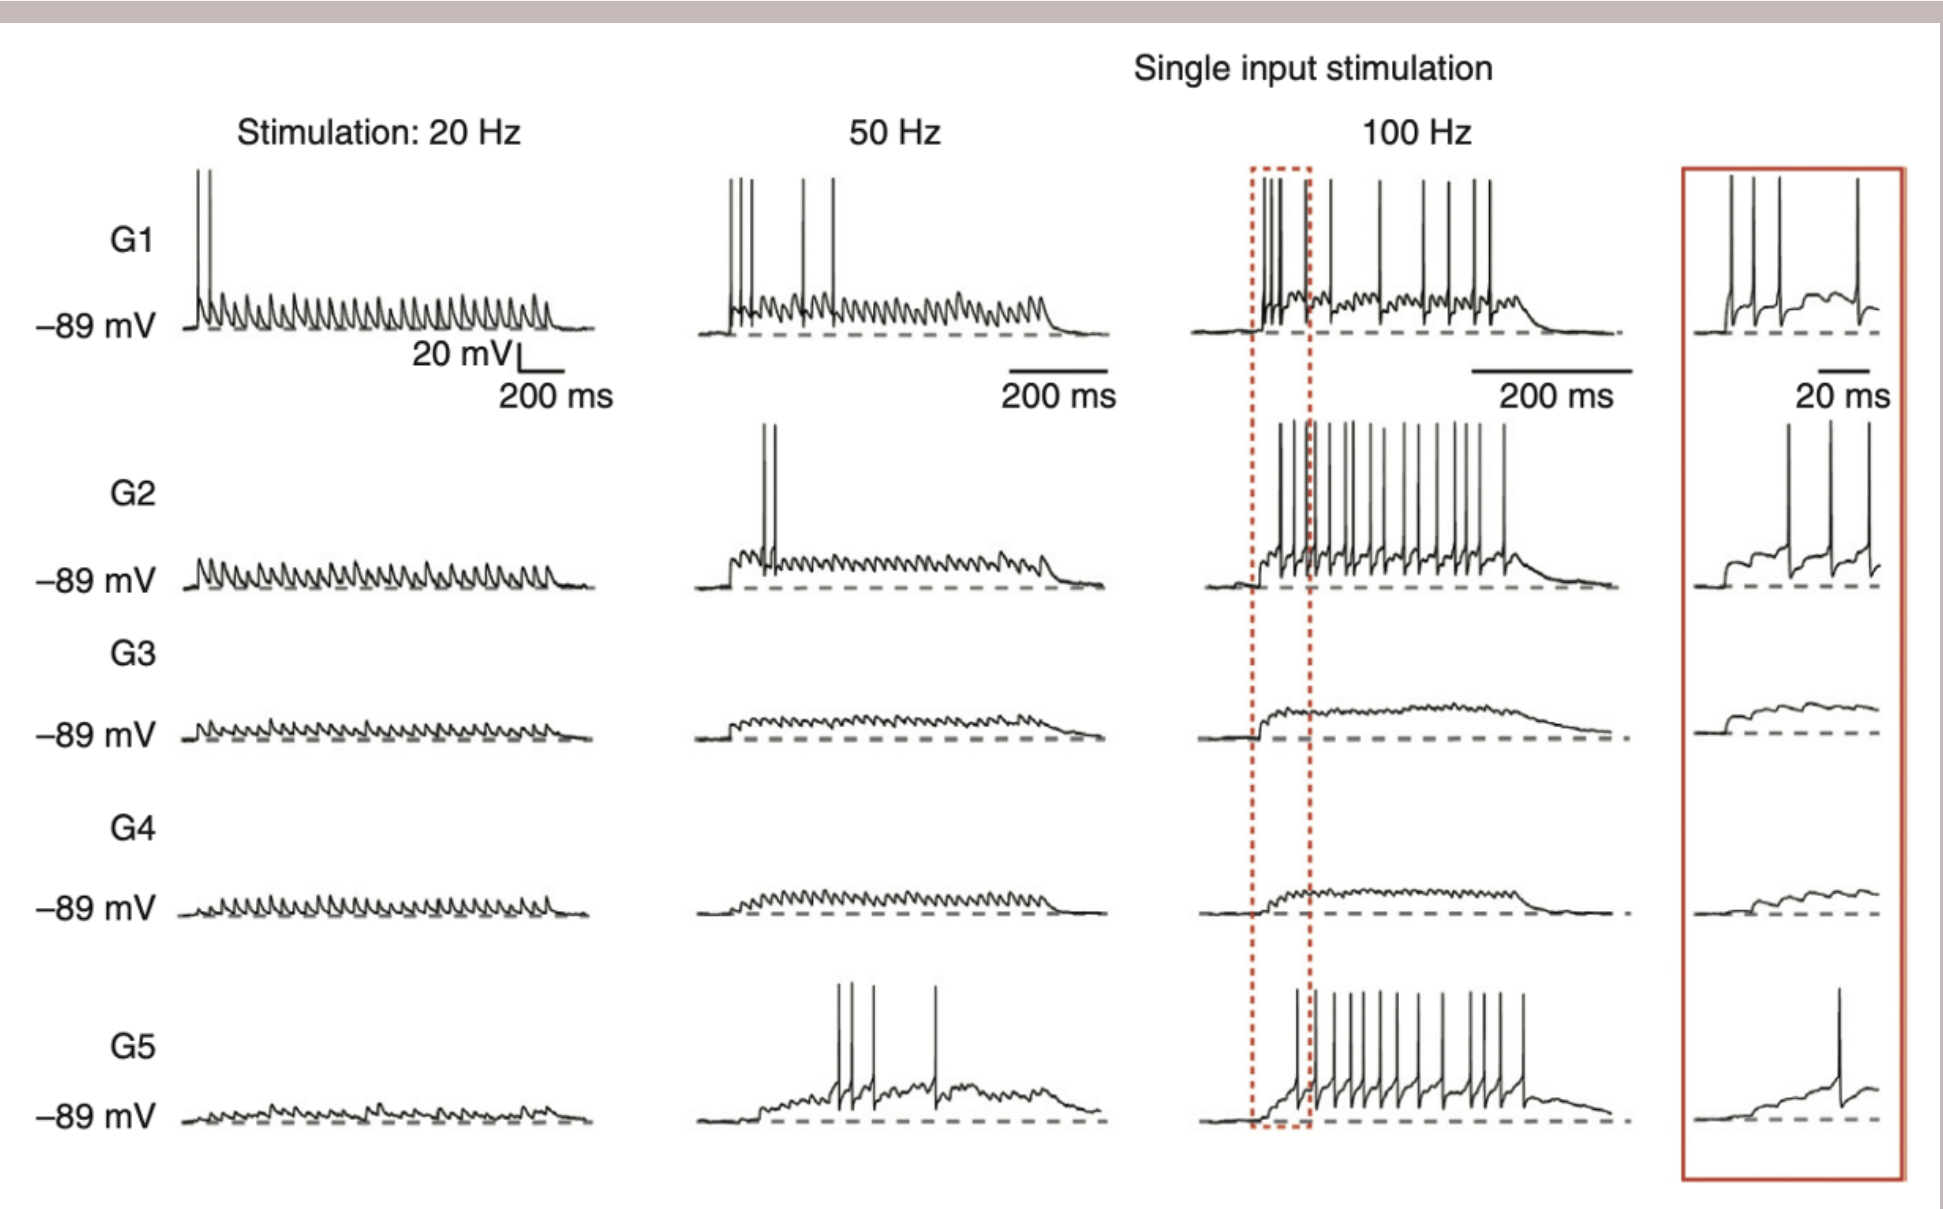 Single input stimulation
Stimulation: 20 Hz
50 Hz
100 Hz
G1
–89 mV
20 mV
200 ms
200 ms
200 ms
20 ms
G2
–89 mV
G3
–89 mV
G4
–89 mV
G5
–89 mV